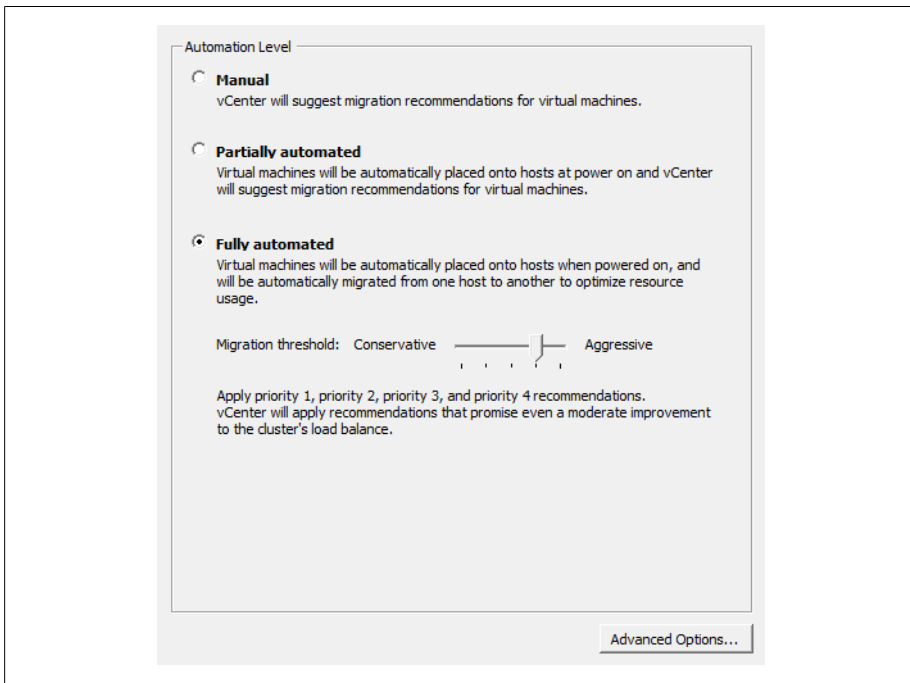 Automation Level
Manual
vCenter will suggest migration recommendations for virtual machines.
Partially automated
Virtual machines will be automatically placed onto hosts at power on and vCenter
will suggest migration recommendations for virtual machines.
Fully automated
Virtual machines will be automatically placed onto hosts when powered on, and
will be automatically migrated from one host to another to optimize resource
usage.
Migration threshold: Conservative Aggressive
Apply priority 1, priority 2, priority 3, and priority 4 recommendations.
vCenter will apply recommendations that promise even a moderate improvement
to the cluster's load balance.
Advanced Options...